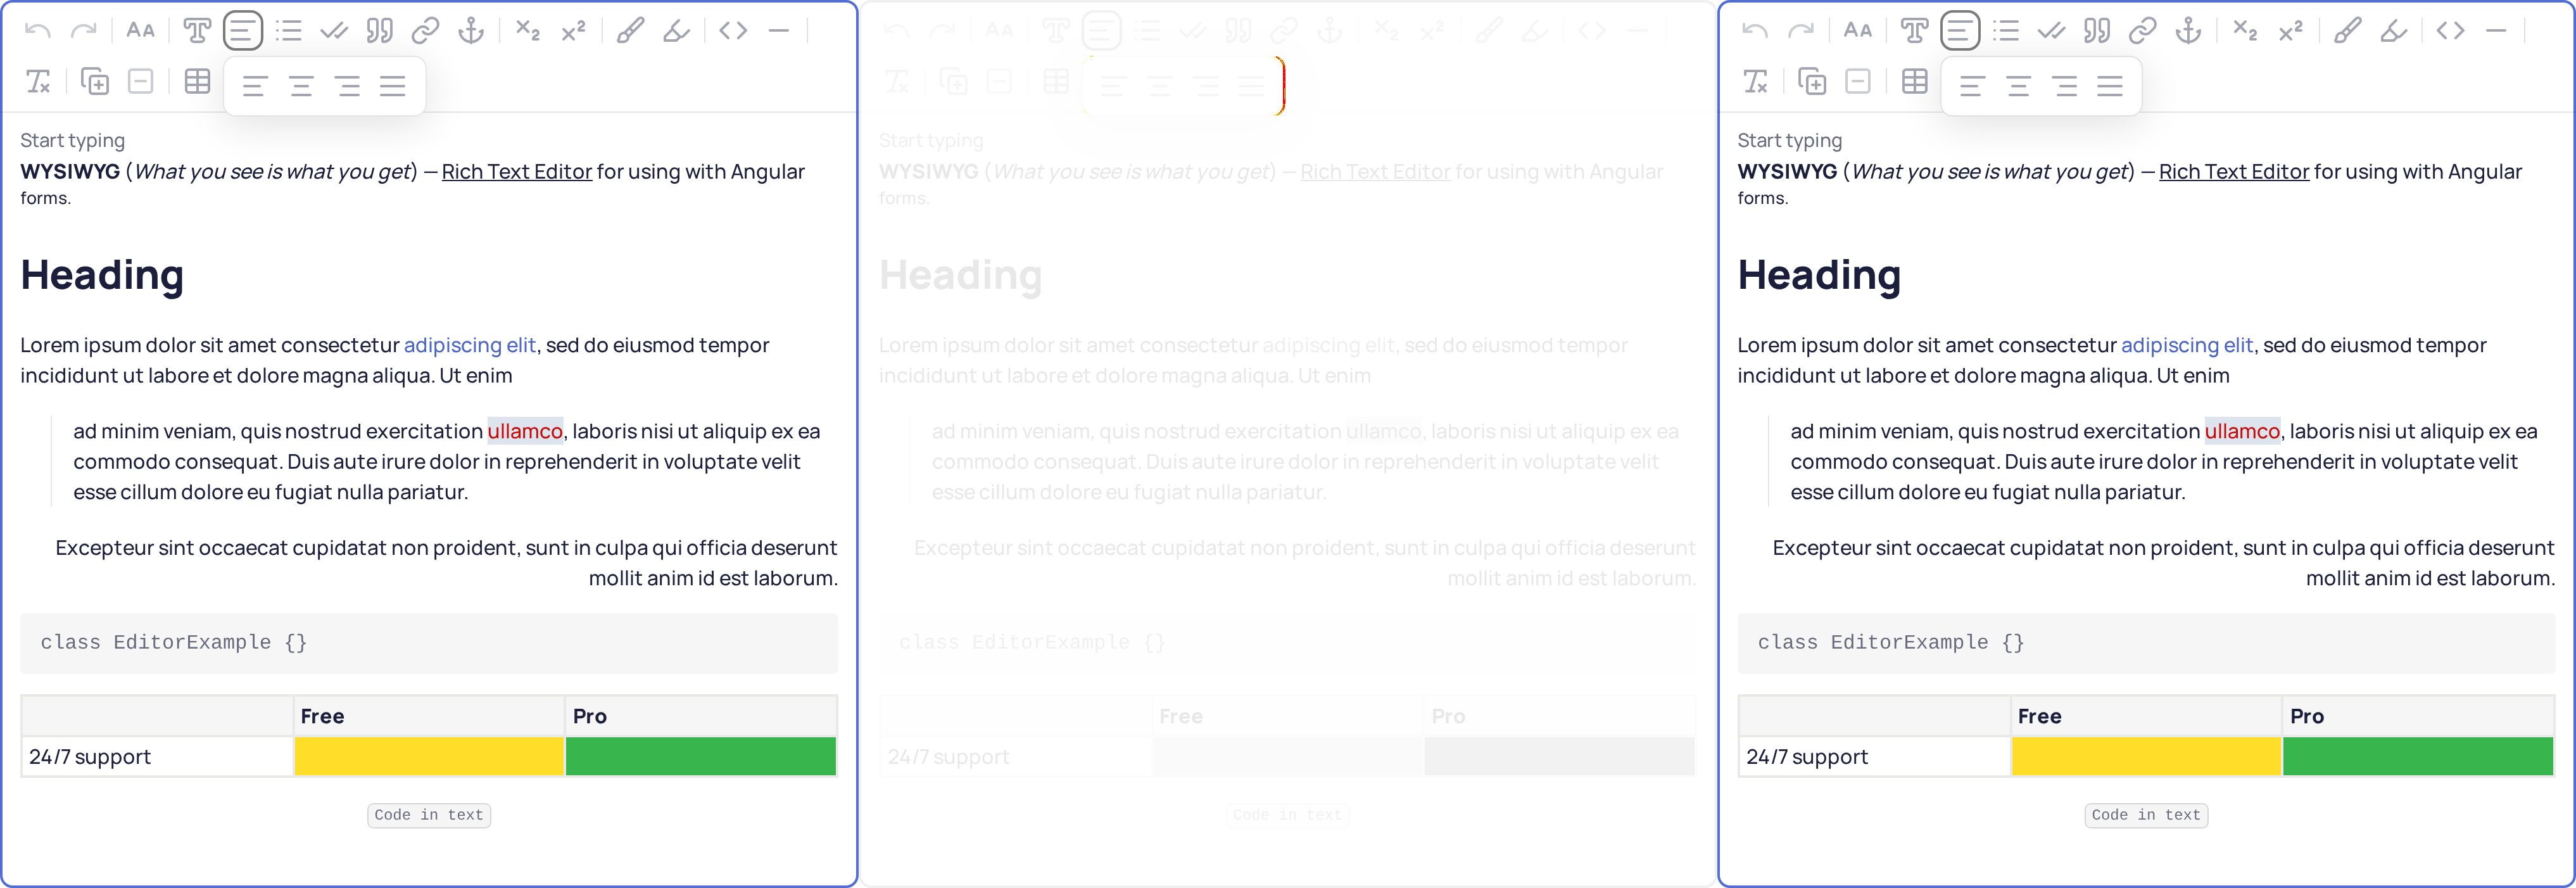 AA
Start typing
WYSIWYG (What you see is what you get) — Rich Text Editor for using with Angular
forms.
Heading
Lorem ipsum dolor sit amet consectetur adipiscing elit, sed do eiusmod tempor
incididunt ut labore et dolore magna aliqua. Ut enim
ad minim veniam, quis nostrud exercitation ullamco, laboris nisi ut aliquip ex ea
commodo consequat. Duis aute irure dolor in reprehenderit in voluptate velit
esse cillum dolore eu fugiat nulla pariatur.
Excepteur sint occaecat cupidatat non proident, sunt in culpa qui officia deserunt
mollit anim id est laborum.
class EditorExample {}
Free Pro
24/7 support
Code in text
AA
Start typing
WYSIWYG (What you see is what you get) — Rich Text Editor for using with Angular
forms.
Heading
Lorem ipsum dolor sit amet consectetur adipiscing elit, sed do eiusmod tempor
incididunt ut labore et dolore magna aliqua. Ut enim
ad minim veniam, quis nostrud exercitation ullamco, laboris nisi ut aliquip ex ea
commodo consequat. Duis aute irure dolor in reprehenderit in voluptate velit
esse cillum dolore eu fugiat nulla pariatur.
Excepteur sint occaecat cupidatat non proident, sunt in culpa qui officia deserunt
mollit anim id est laborum.
class EditorExample {}
Free Pro
24/7 support
Code in text
AA
Start typing
WYSIWYG (What you see is what you get) — Rich Text Editor for using with Angular
forms.
Heading
Lorem ipsum dolor sit amet consectetur adipiscing elit, sed do eiusmod tempor
incididunt ut labore et dolore magna aliqua. Ut enim
ad minim veniam, quis nostrud exercitation ullamco, laboris nisi ut aliquip ex ea
commodo consequat. Duis aute irure dolor in reprehenderit in voluptate velit
esse cillum dolore eu fugiat nulla pariatur.
Excepteur sint occaecat cupidatat non proident, sunt in culpa qui officia deserunt
mollit anim id est laborum.
class EditorExample {}
Free Pro
24/7 support
Code in text